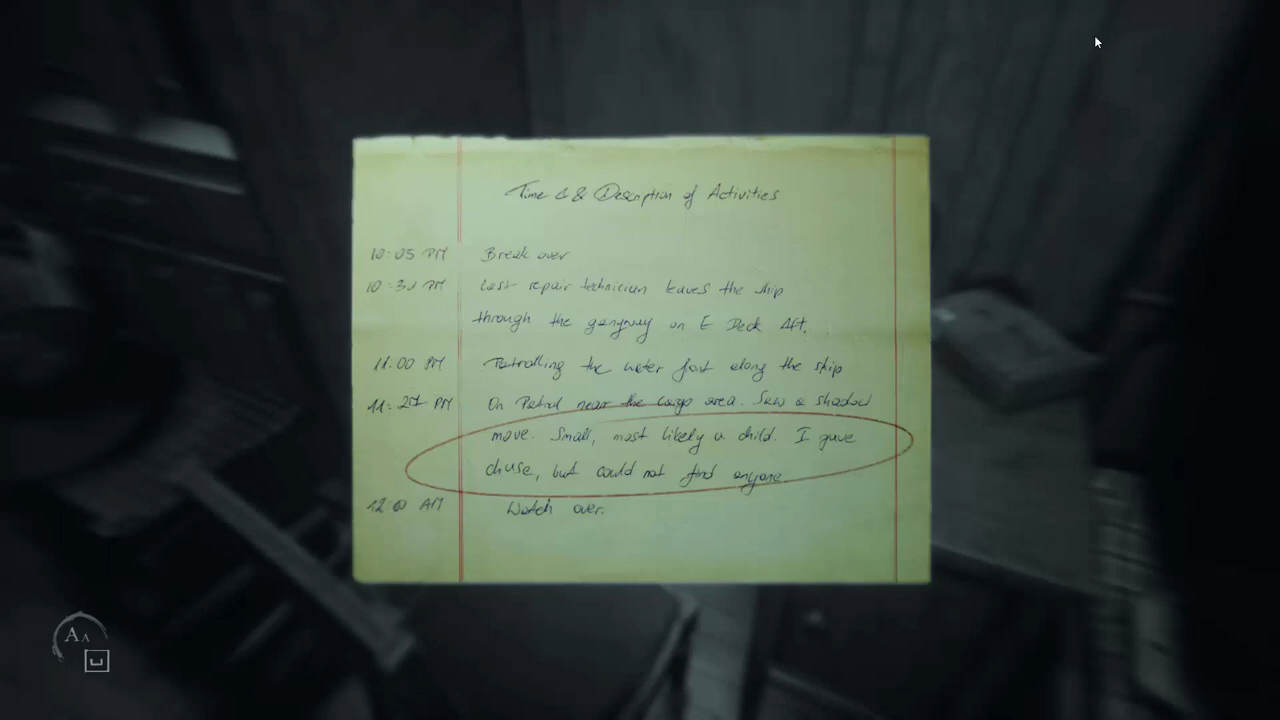 Time & Description of Activities
10:05 PM Break over
10:30 PM Last repair technician leaves the ship
through the gangway on E Deck Aft.
11:00 PM Patrolling the water font along the ship
11:25 PM On Patrol near the cargo area. Saw a shadow
move. Small, most likely a child. I gave
chase, but could not find anyone.
12:00 AM Watch over.
AA